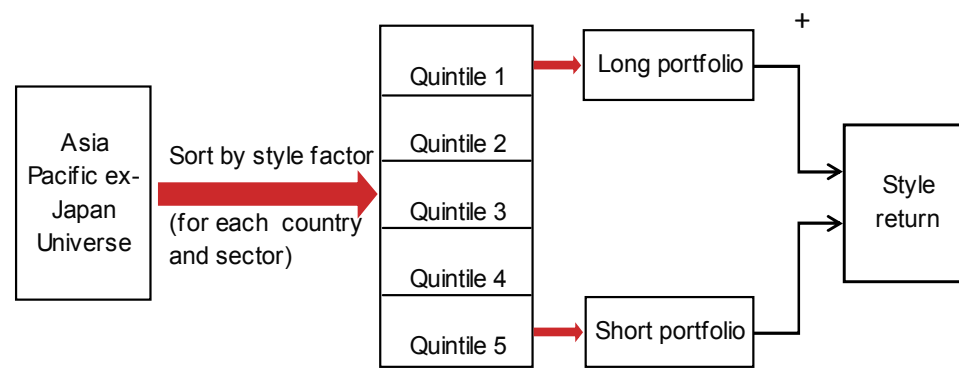 Asia
Pacific ex-
Japan
Universe
Sort by style factor
(for each country
and sector)
Quintile 1
Quintile 2
Quintile 3
Quintile 4
Quintile 5
Long portfolio
Short portfolio
+
Style
return